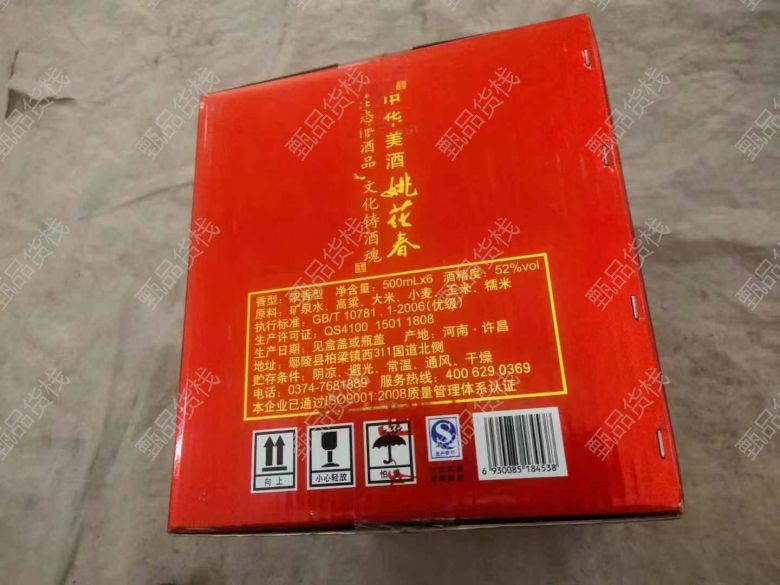 中华·美酒 姚花春
生态酿酒品 文化铸酒魂
香型：浓香型 净含量：500mLx6 酒精度：52%vol
原料：矿泉水、高粱、大米、小麦、玉米、糯米
执行标准：GB/T 10781.1-2006(优级)
生产许可证：QS4100 1501 1808
生产日期：见盒盖或瓶盖 产地：河南·许昌
地址：鄢陵县柏梁镇西311国道北侧
贮存条件：阴凉、避光、常温、通风、干燥
电话：0374-7681889 服务热线：400 629 0369
本企业已通过ISO9001:2008质量管理体系认证
向上
小心轻放
怕
QS
生产许可
6 930085 184538
甄品货栈